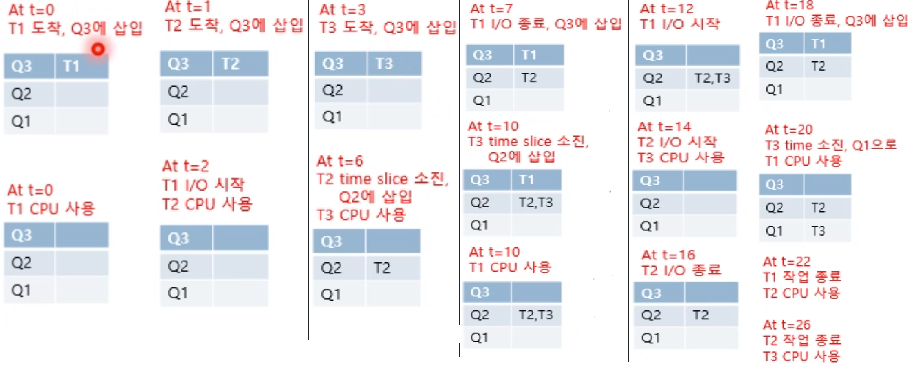 At t=0
T1 도착, Q3에 삽입
Q3 T1
Q2
Q1
At t=0
T1 CPU 사용
Q3
Q2
Q1
At t=1
T2 도착, Q3에 삽입
Q3 T2
Q2
Q1
At t=2
T1 I/O 시작
T2 CPU 사용
Q3
Q2
Q1
At t=3
T3 도착, Q3에 삽입
Q3 T3
Q2
Q1
At t=6
T2 time slice 소진,
Q2에 삽입
T3 CPU 사용
Q3
Q2 T2
Q1
At t=7
T1 I/O 종료, Q3에 삽입
Q3 T1
Q2 T2
Q1
At t=10
T3 time slice 소진,
Q2에 삽입
Q3 T1
Q2 T2,T3
Q1
At t=10
T1 CPU 사용
Q3
Q2 T2,T3
Q1
At t=12
T1 I/O 시작
Q3
Q2 T2,T3
Q1
At t=14
T2 I/O 시작
T3 CPU 사용
Q3
Q2
Q1
At t=16
T2 I/O 종료
Q3
Q2 T2
Q1
At t=18
T1 I/O 종료, Q3에 삽입
Q3 T1
Q2 T2
Q1
At t=20
T3 time 소진, Q1으로
T1 CPU 사용
Q3
Q2 T2
Q1 T3
At t=22
T1 작업 종료
T2 CPU 사용
At t=26
T2 작업 종료
T3 CPU 사용